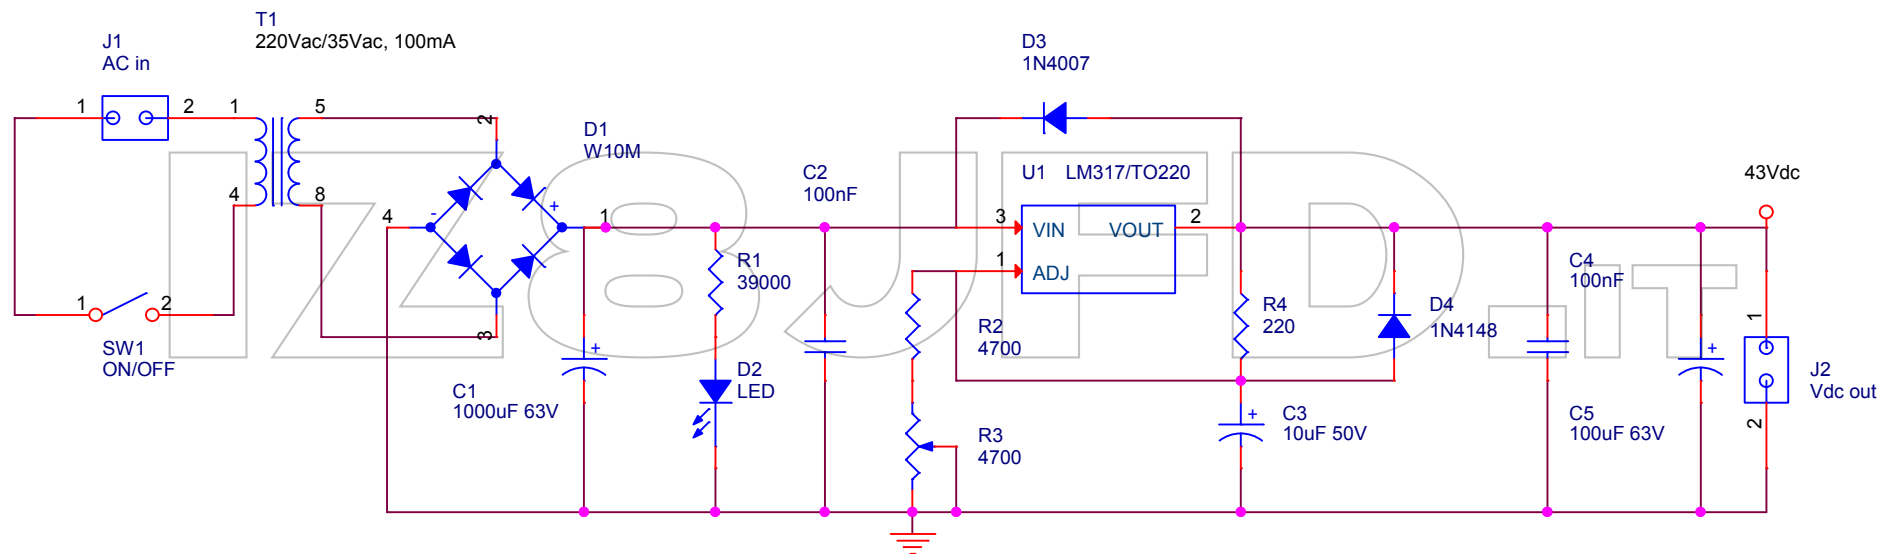 T1
220Vac/35Vac, 100mA
J1
AC in
1
2
1
5
4
8
1
2
SW1
ON/OFF
2
D1
W10M
-
+
4
1
3
C1
1000uF 63V
+
R1
39000
D2
LED
C2
100nF
D3
1N4007
U1 LM317/TO220
3
VIN
VOUT
2
1
ADJ
R2
4700
R3
4700
R4
220
D4
1N4148
+
C3
10uF 50V
C4
100nF
C5
100uF 63V
+
43Vdc
1
J2
Vdc out
2
IZ8JFD.IT